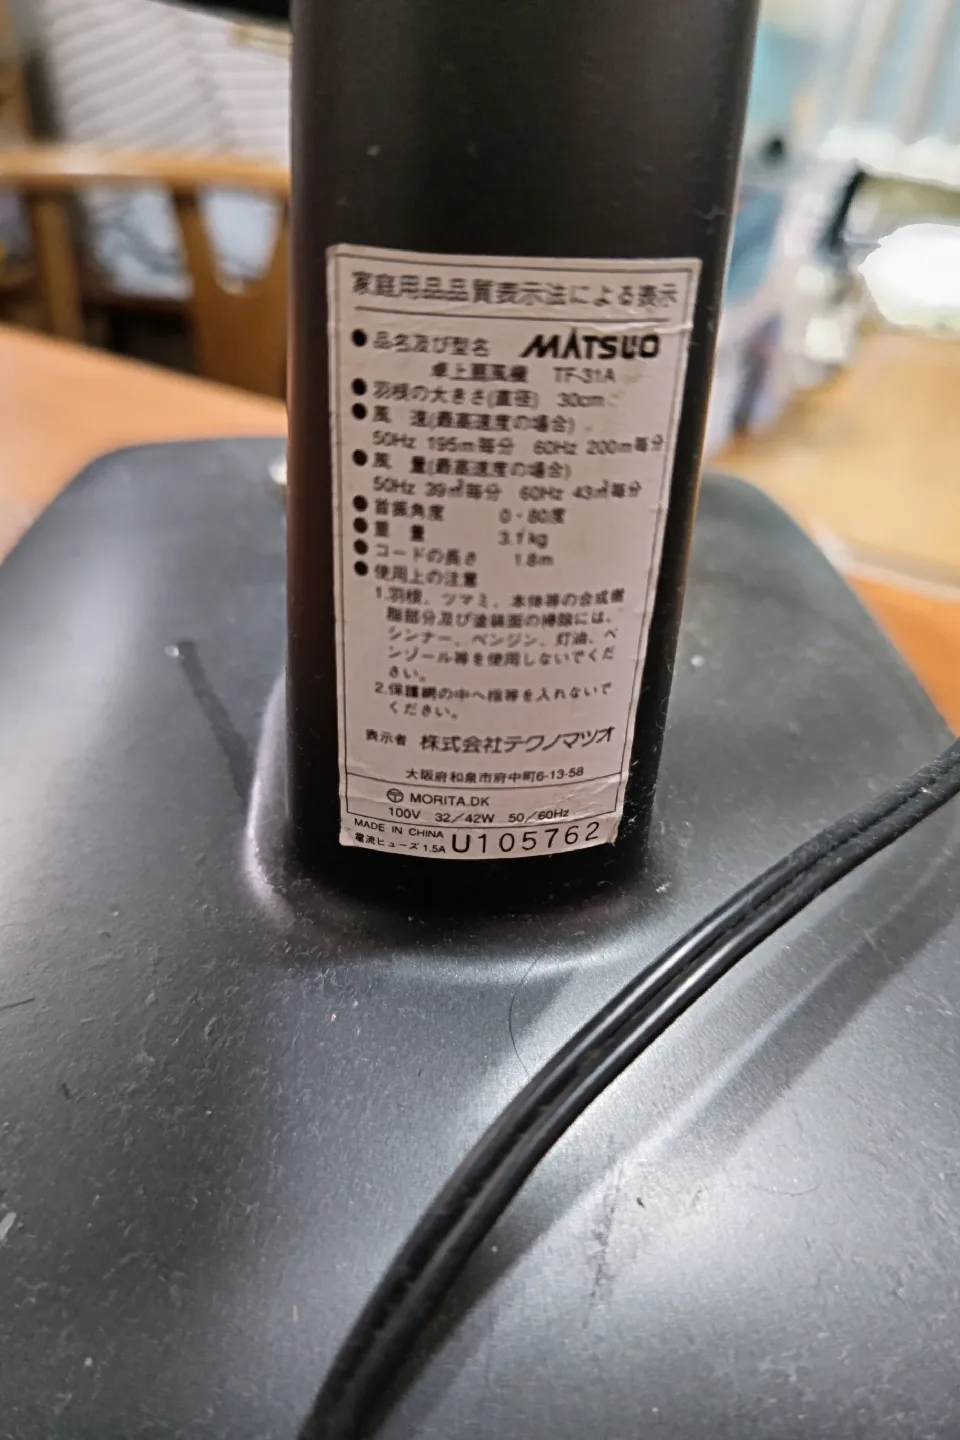 家庭用品品質表示法による表示
●品名及び型名 MATSUO
卓上扇風機 TF-31A
●羽根の大きさ(直径) 30cm
●風 速(最高速度の場合)
50Hz 195m毎分 60Hz 200m毎分
●風 量(最高速度の場合)
50Hz 39㎥毎分 60Hz 43㎥毎分
●首振角度 0-80度
●重 量 3.1kg
●コードの長さ 1.8m
●使用上の注意
1.羽根、ツマミ、本体等の合成樹
脂部分及び塗装面の掃除には、
シンナー、ベンジン、灯油、ベ
ンゾール等を使用しないでくだ
さい。
2.保護網の中へ指等を入れないで
ください。
表示者 株式会社テクノマツオ
大阪府和泉市府中町6-13-58
MORITA.DK
100V 32/42W 50/60Hz
MADE IN CHINA
電流ヒューズ 1.5A U105762